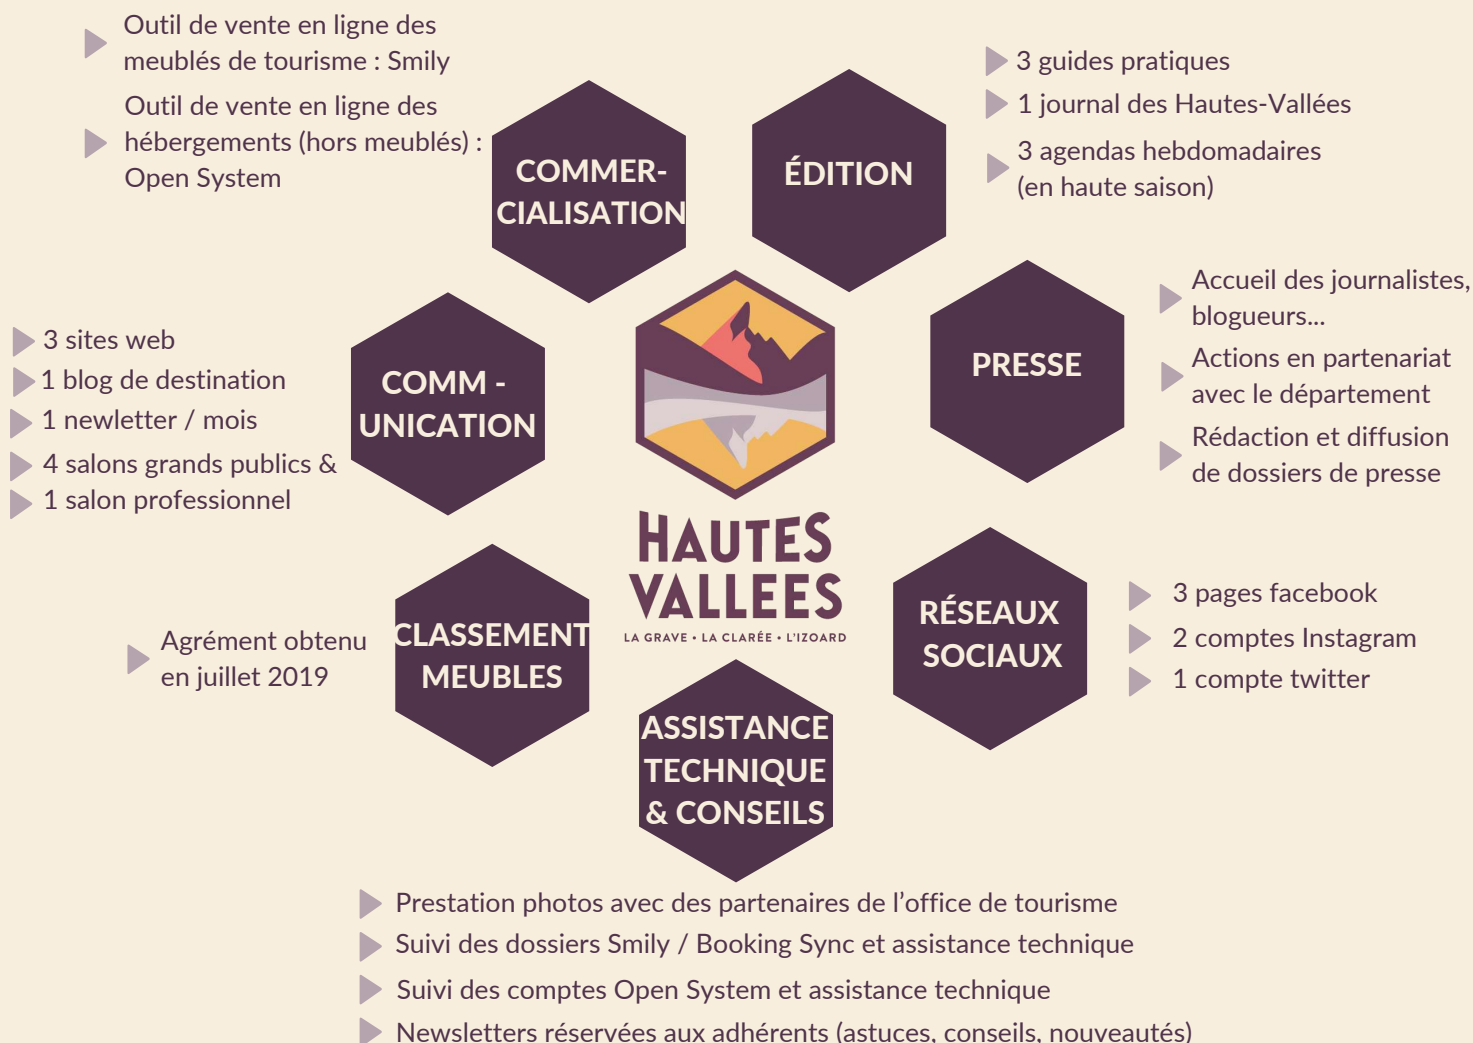 Outil de vente en ligne des
meublés de tourisme : Smily
Outil de vente en ligne des
hébergements (hors meublés) :
Open System
COMMER-
CIALISATION
ÉDITION
3 guides pratiques
1 journal des Hautes-Vallées
3 agendas hebdomadaires
(en haute saison)
PRESSE
Accueil des journalistes,
blogueurs...
Actions en partenariat
avec le département
Rédaction et diffusion
de dossiers de presse
3 sites web
1 blog de destination
1 newletter / mois
4 salons grands publics &
1 salon professionnel
COMM -
UNICATION
HAUTES
VALLEES
LA GRAVE • LA CLARÉE • L'IZOARD
RÉSEAUX
SOCIAUX
3 pages facebook
2 comptes Instagram
1 compte twitter
Agrément obtenu
en juillet 2019
CLASSEMENT
MEUBLES
ASSISTANCE
TECHNIQUE
& CONSEILS
Prestation photos avec des partenaires de l’office de tourisme
Suivi des dossiers Smily / Booking Sync et assistance technique
Suivi des comptes Open System et assistance technique
Newsletters réservées aux adhérents (astuces, conseils, nouveautés)